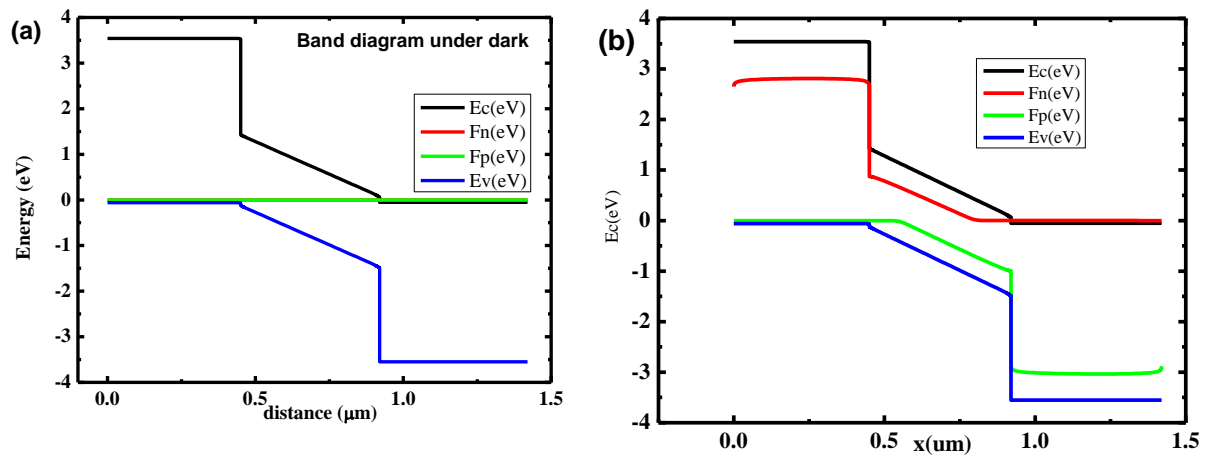 (a)
Band diagram under dark
Energy (eV)
4
3
2
1
0
-1
-2
-3
-4
Ec(eV)
Fn(eV)
Fp(eV)
Ev(eV)
0.0
0.5
1.0
1.5
distance (μm)
(b)
Ec(eV)
4
3
2
1
0
-1
-2
-3
-4
Ec(eV)
Fn(eV)
Fp(eV)
Ev(eV)
0.0
0.5
1.0
1.5
x(um)